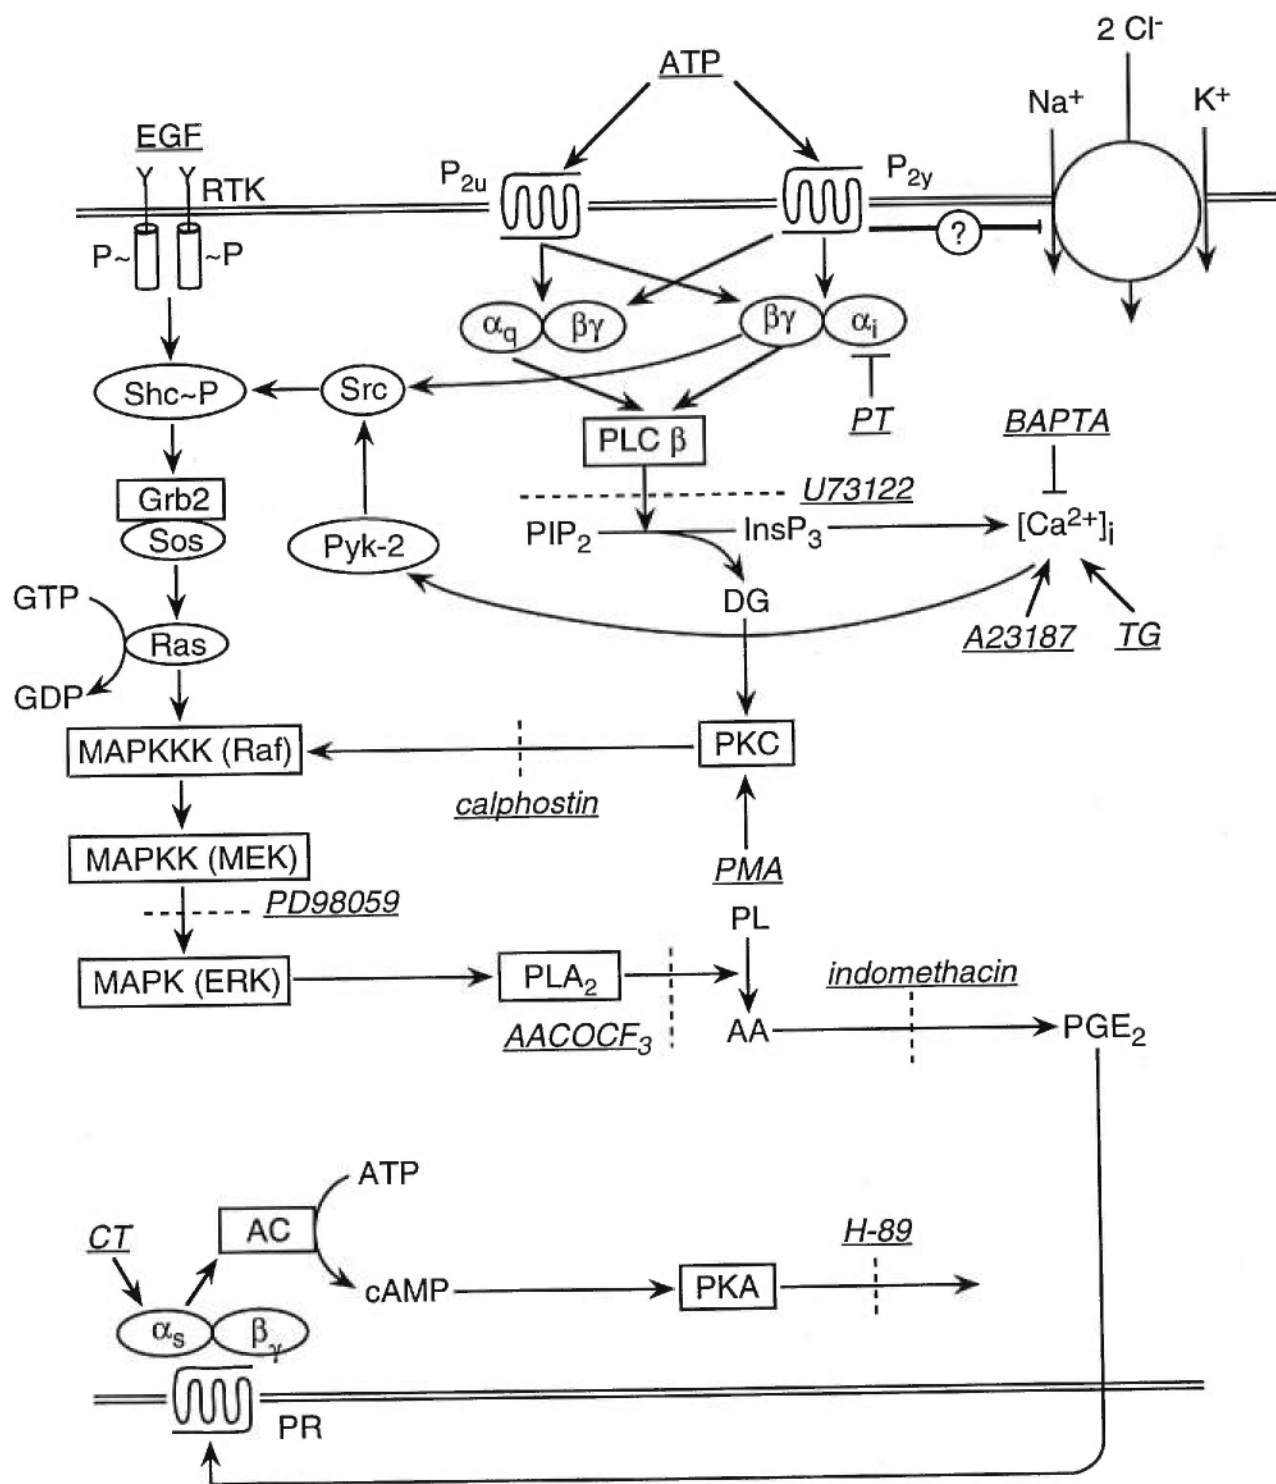 2 Cl-
ATP
Na+
K+
EGF
Y Y
RTK
P2u
P2y
P~
~P
?
αq
βγ
βγ
αi
Shc~P
Src
PT
BAPTA
PLC β
Grb2
U73122
Sos
Pyk-2
PIP2
InsP3
[Ca2+]i
GTP
DG
Ras
A23187
TG
GDP
MAPKKK (Raf)
PKC
calphostin
MAPKK (MEK)
PMA
PD98059
PL
MAPK (ERK)
PLA2
indomethacin
AACOCF3
AA
PGE2
ATP
CT
AC
H-89
cAMP
PKA
αs
βγ
PR